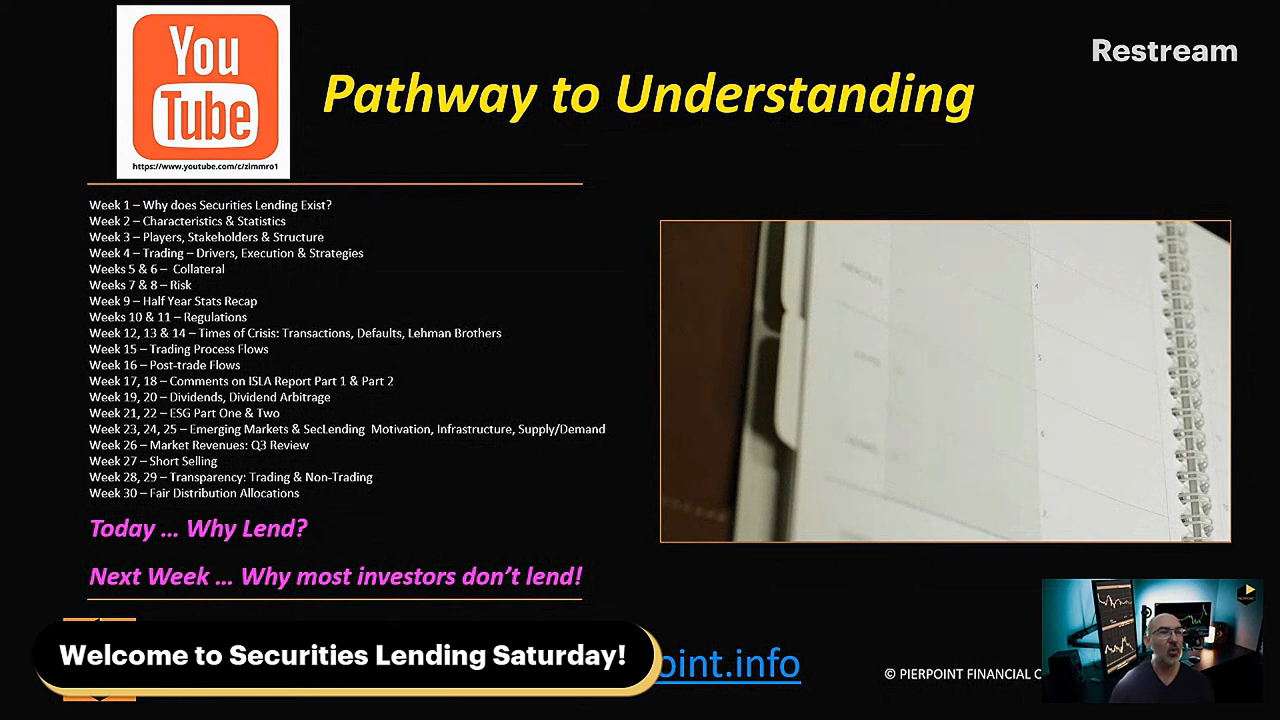 You
Tube
https://www.youtube.com/c/zimmro1
Restream
Pathway to Understanding
Week 1 – Why does Securities Lending Exist?
Week 2 – Characteristics & Statistics
Week 3 – Players, Stakeholders & Structure
Week 4 – Trading – Drivers, Execution & Strategies
Weeks 5 & 6 – Collateral
Weeks 7 & 8 – Risk
Week 9 – Half Year Stats Recap
Weeks 10 & 11 – Regulations
Week 12, 13 & 14 – Times of Crisis: Transactions, Defaults, Lehman Brothers
Week 15 – Trading Process Flows
Week 16 – Post-trade Flows
Week 17, 18 – Comments on ISLA Report Part 1 & Part 2
Week 19, 20 – Dividends, Dividend Arbitrage
Week 21, 22 – ESG Part One & Two
Week 23, 24, 25 – Emerging Markets & SecLending Motivation, Infrastructure, Supply/Demand
Week 26 – Market Revenues: Q3 Review
Week 27 – Short Selling
Week 28, 29 – Transparency: Trading & Non-Trading
Week 30 – Fair Distribution Allocations
Today ... Why Lend?
Next Week ... Why most investors don't lend!
Welcome to Securities Lending Saturday!
point.info
© PIERPOINT FINANCIAL C